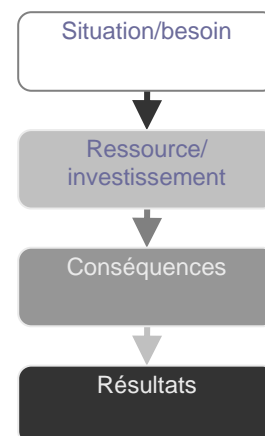 Situation/besoin
Ressource/
investissement
Conséquences
Résultats